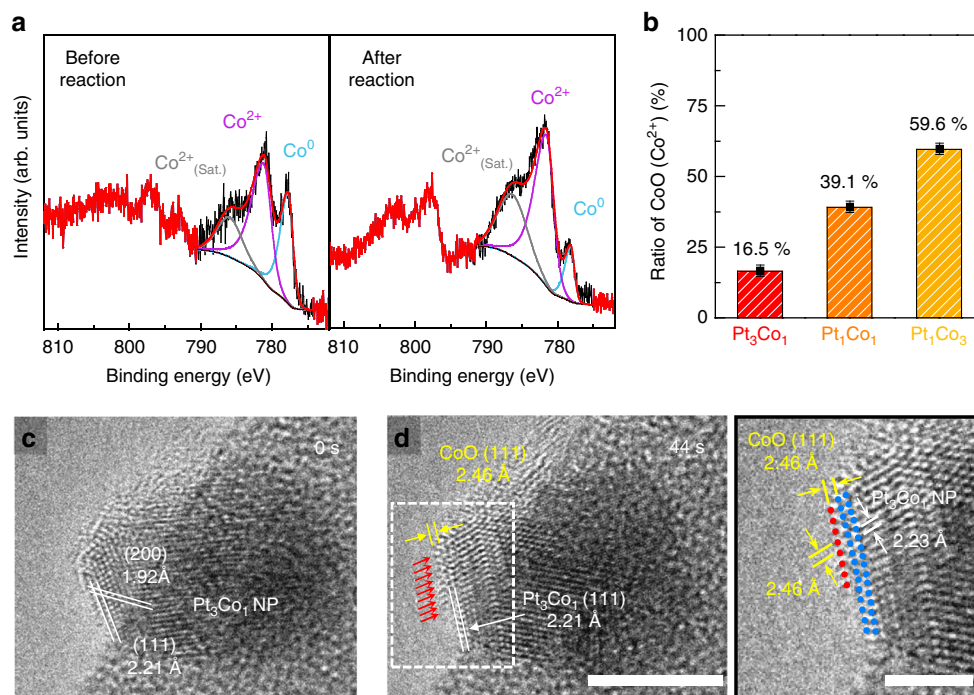 a
Before
reaction
Co²⁺
Co²⁺(Sat.)
Co⁰
After
reaction
Co²⁺
Co²⁺(Sat.)
Co⁰
Intensity (arb. units)
810 800 790 780
810 800 790 780
Binding energy (eV)
Binding energy (eV)
b
Ratio of CoO (Co²⁺) (%)
100
75
50
25
0
16.5 %
39.1 %
59.6 %
Pt₃Co₁
Pt₁Co₁
Pt₁Co₃
c
0 s
(200)
1.92Å
Pt₃Co₁ NP
(111)
2.21 Å
d
44 s
CoO (111)
2.46 Å
Pt₃Co₁ (111)
2.21 Å
CoO (111)
2.46 Å
Pt₃Co₁ NP
2.23 Å
2.46 Å